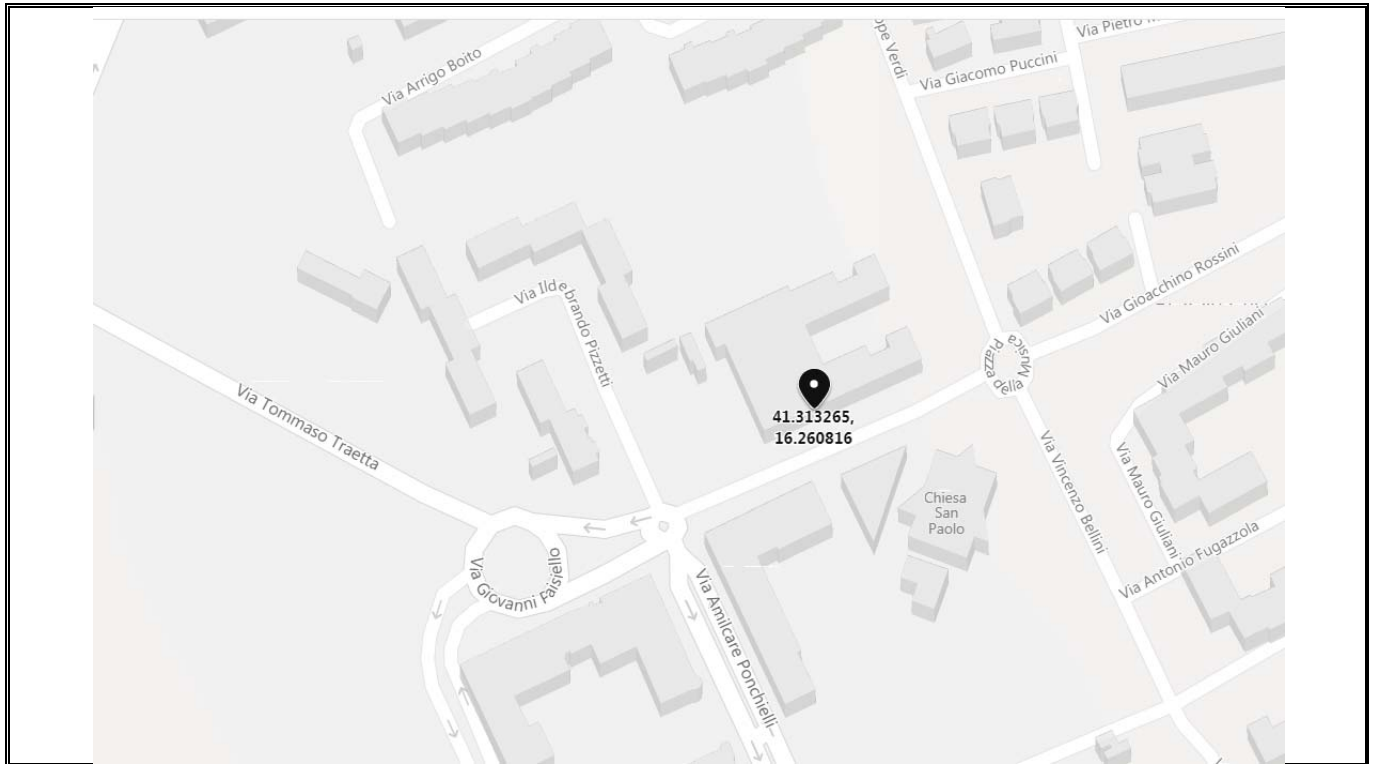 Via Pietro
ppe Verdi
Via Giacomo Puccini
Via Arrigo Boito
Via Gioacchino Rossini
Via Ildebrando Pizzetti
Via Mauro Giuliani
Piazza della Musica
41.313265,
16.260816
Via Tommaso Traetta
Via Vincenzo Bellini
Via Mauro Giuliani
Chiesa
San
Paolo
Via Antonio Fugazzola
Via Giovanni Paisiello
Via Amilcare Ponchielli